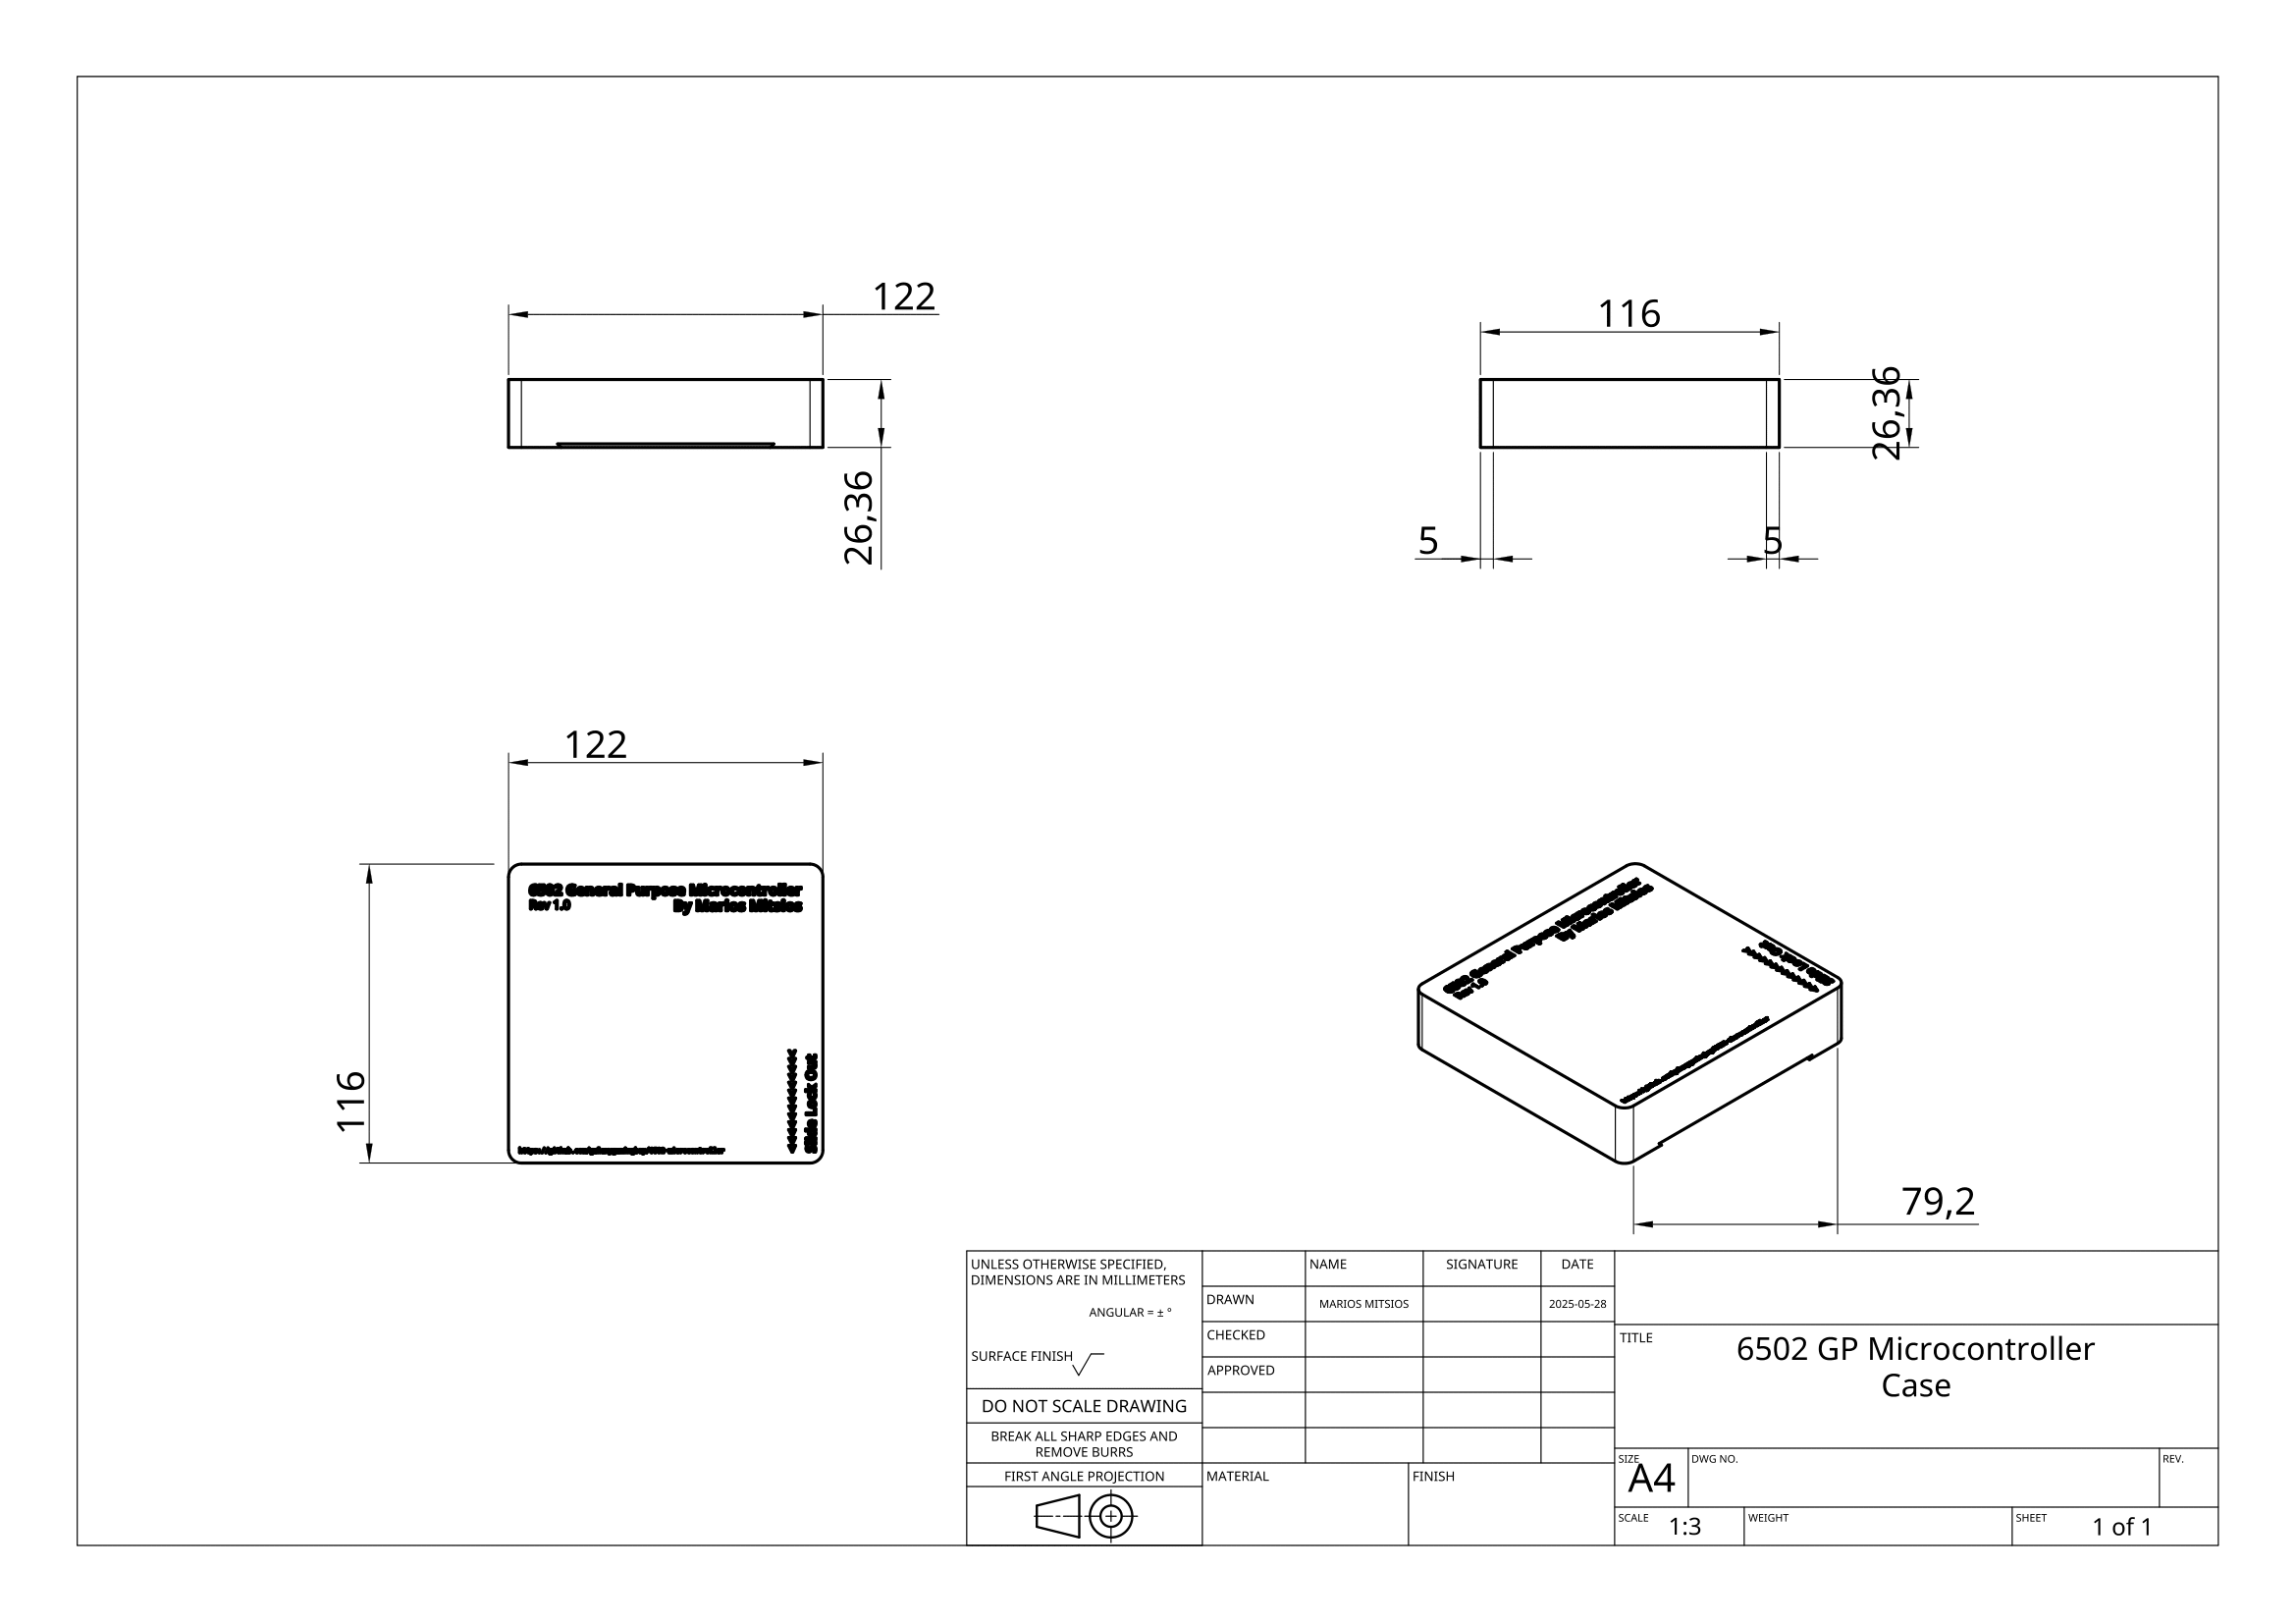 122
26,36
116
26,36
5
5
122
116
6502 General Purpose Microcontroller
Rev 1.0
By Marios Mitsios
Slide Lock Out
79,2
UNLESS OTHERWISE SPECIFIED,
DIMENSIONS ARE IN MILLIMETERS
ANGULAR = ± °
SURFACE FINISH
DO NOT SCALE DRAWING
BREAK ALL SHARP EDGES AND
REMOVE BURRS
FIRST ANGLE PROJECTION
NAME
SIGNATURE
DATE
DRAWN
MARIOS MITSIOS
2025-05-28
CHECKED
APPROVED
MATERIAL
FINISH
TITLE
6502 GP Microcontroller
Case
SIZE
A4
DWG NO.
REV.
SCALE
1:3
WEIGHT
SHEET
1 of 1